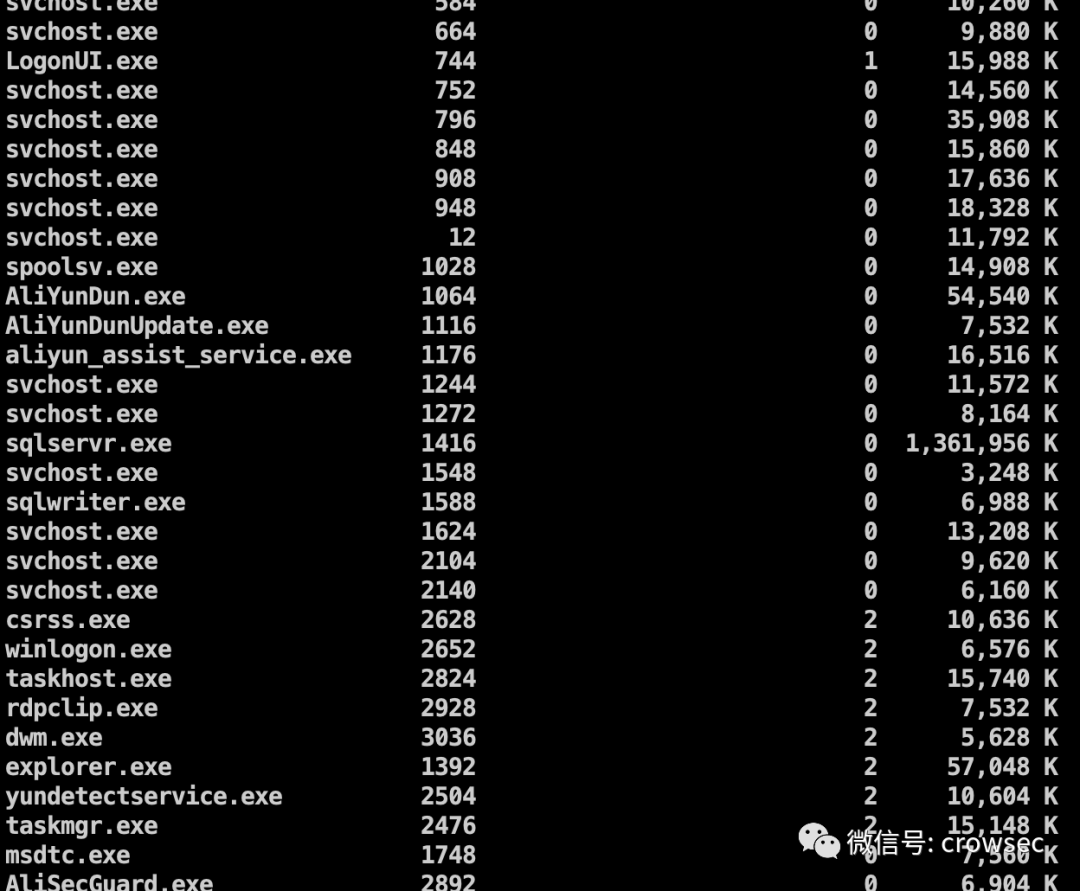 svchost.exe 584 0 10,260 K
svchost.exe 664 0 9,880 K
LogonUI.exe 744 1 15,988 K
svchost.exe 752 0 14,560 K
svchost.exe 796 0 35,908 K
svchost.exe 848 0 15,860 K
svchost.exe 908 0 17,636 K
svchost.exe 948 0 18,328 K
svchost.exe 12 0 11,792 K
spoolsv.exe 1028 0 14,908 K
AliYunDun.exe 1064 0 54,540 K
AliYunDunUpdate.exe 1116 0 7,532 K
aliyun_assist_service.exe 1176 0 16,516 K
svchost.exe 1244 0 11,572 K
svchost.exe 1272 0 8,164 K
sqlservr.exe 1416 0 1,361,956 K
svchost.exe 1548 0 3,248 K
sqlwriter.exe 1588 0 6,988 K
svchost.exe 1624 0 13,208 K
svchost.exe 2104 0 9,620 K
svchost.exe 2140 0 6,160 K
csrss.exe 2628 2 10,636 K
winlogon.exe 2652 2 6,576 K
taskhost.exe 2824 2 15,740 K
rdpclip.exe 2928 2 7,532 K
dwm.exe 3036 2 5,628 K
explorer.exe 1392 2 57,048 K
yundetectservice.exe 2504 2 10,604 K
taskmgr.exe 2476 2 15,148 K
微信号: crowsec
msdtc.exe 1748 0 7,560 K
AliSecGuard.exe 2892 0 6,904 K